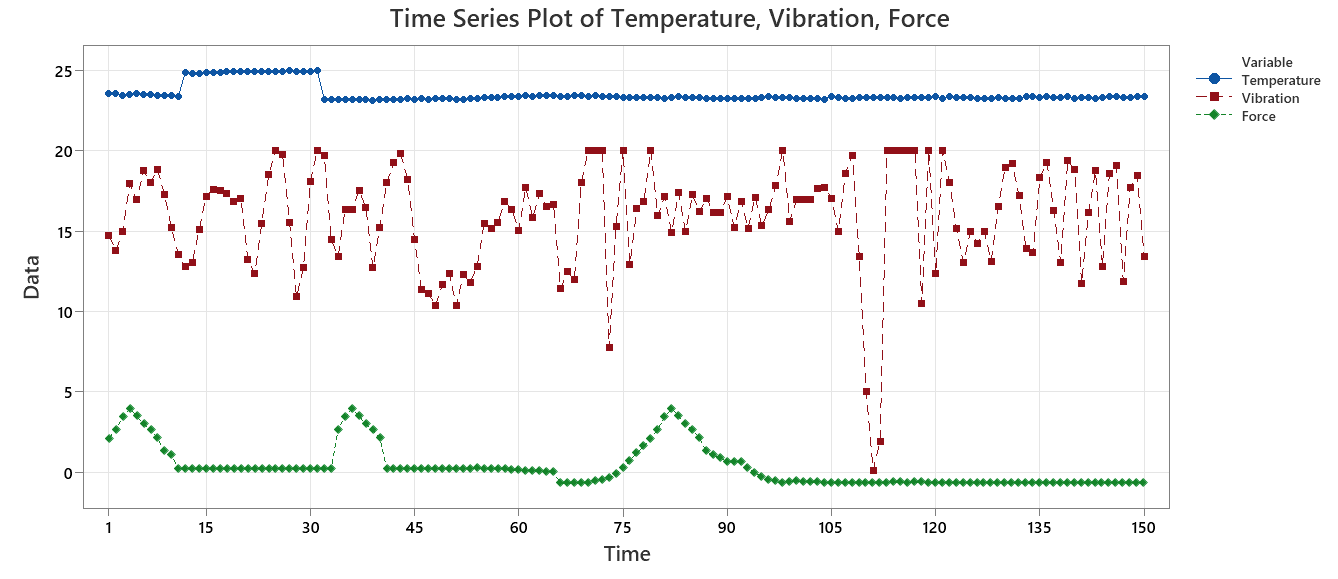 Time Series Plot of Temperature, Vibration, Force
Variable
Temperature
Vibration
Force
25
20
15
10
5
0
Data
1 15 30 45 60 75 90 105 120 135 150
Time